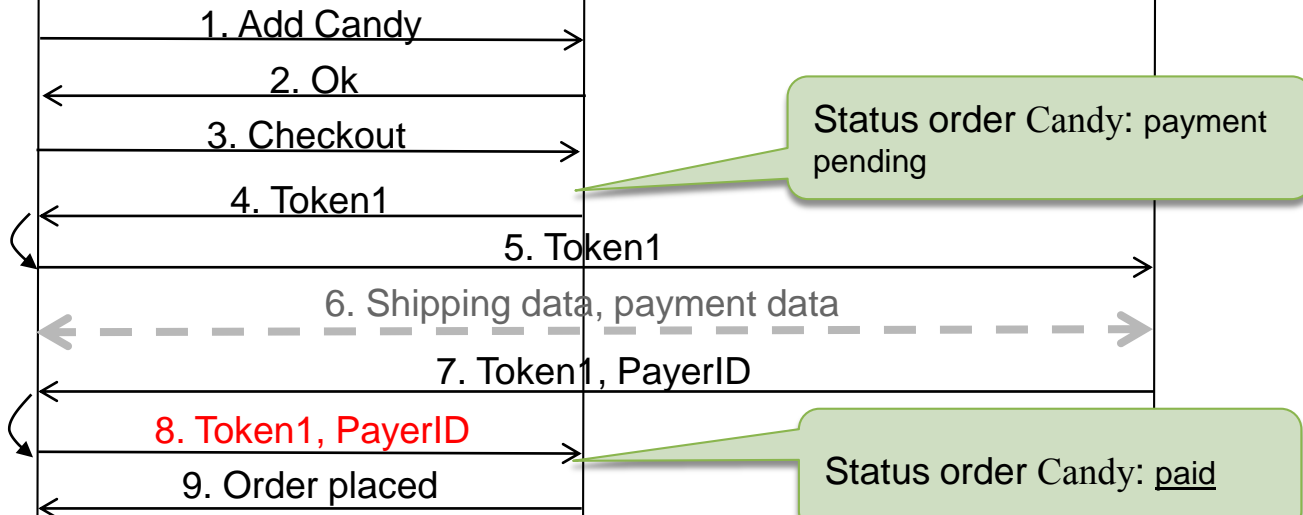 1. Add Candy
2. Ok
3. Checkout
Status order Candy: payment
pending
4. Token1
5. Token1
6. Shipping data, payment data
7. Token1, PayerID
8. Token1, PayerID
9. Order placed
Status order Candy: paid